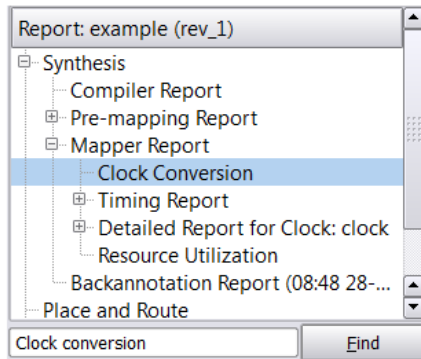 Report: example (rev_1)
Synthesis
Compiler Report
Pre-mapping Report
Mapper Report
Clock Conversion
Timing Report
Detailed Report for Clock: clock
Resource Utilization
Backannotation Report (08:48 28-...
Place and Route
Clock conversion Find